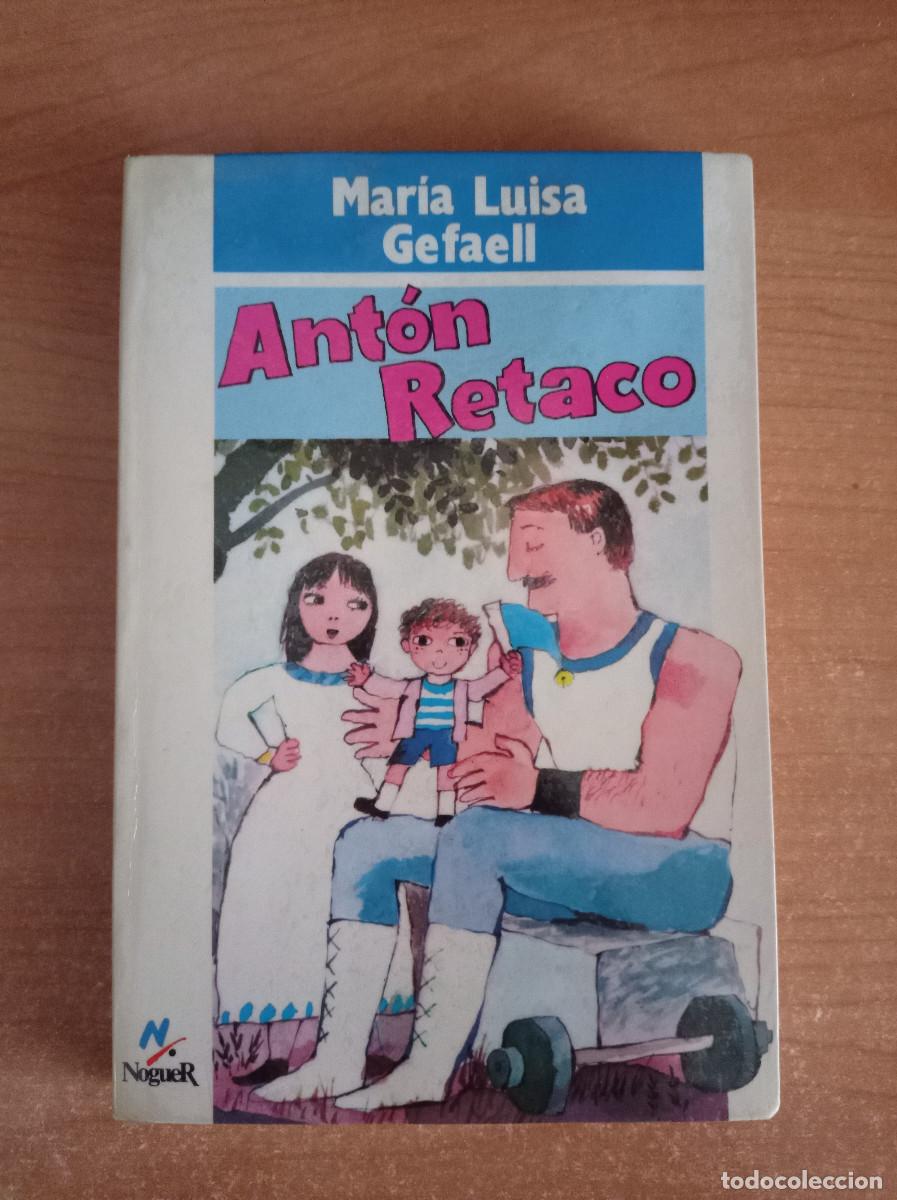 María Luisa
Gefaell
Antón
Retaco
N
NogueR
todocoleccion